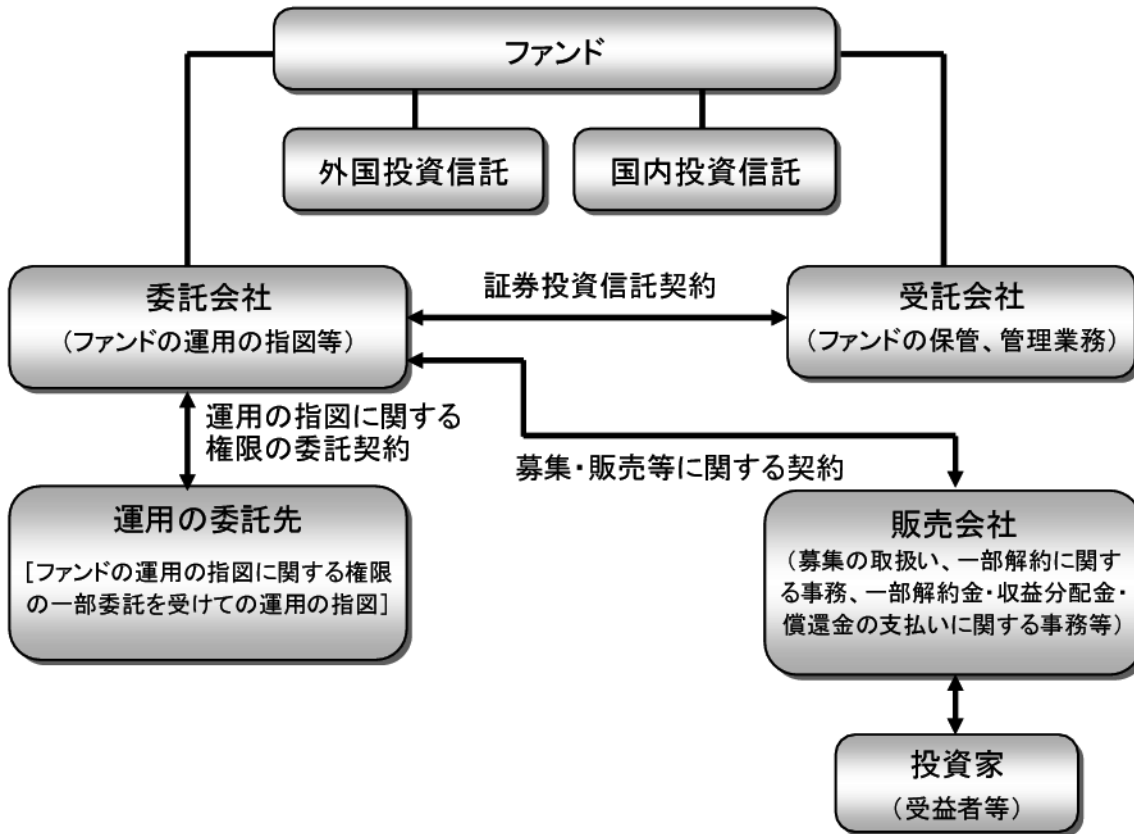 ファンド
外国投資信託
国内投資信託
委託会社
（ファンドの運用の指図等）
証券投資信託契約
受託会社
（ファンドの保管、管理業務）
運用の指図に関する
権限の委託契約
募集・販売等に関する契約
運用の委託先
［ファンドの運用の指図に関する権限
の一部委託を受けての運用の指図］
販売会社
（募集の取扱い、一部解約に関す
る事務、一部解約金・収益分配金・
償還金の支払いに関する事務等）
投資家
（受益者等）